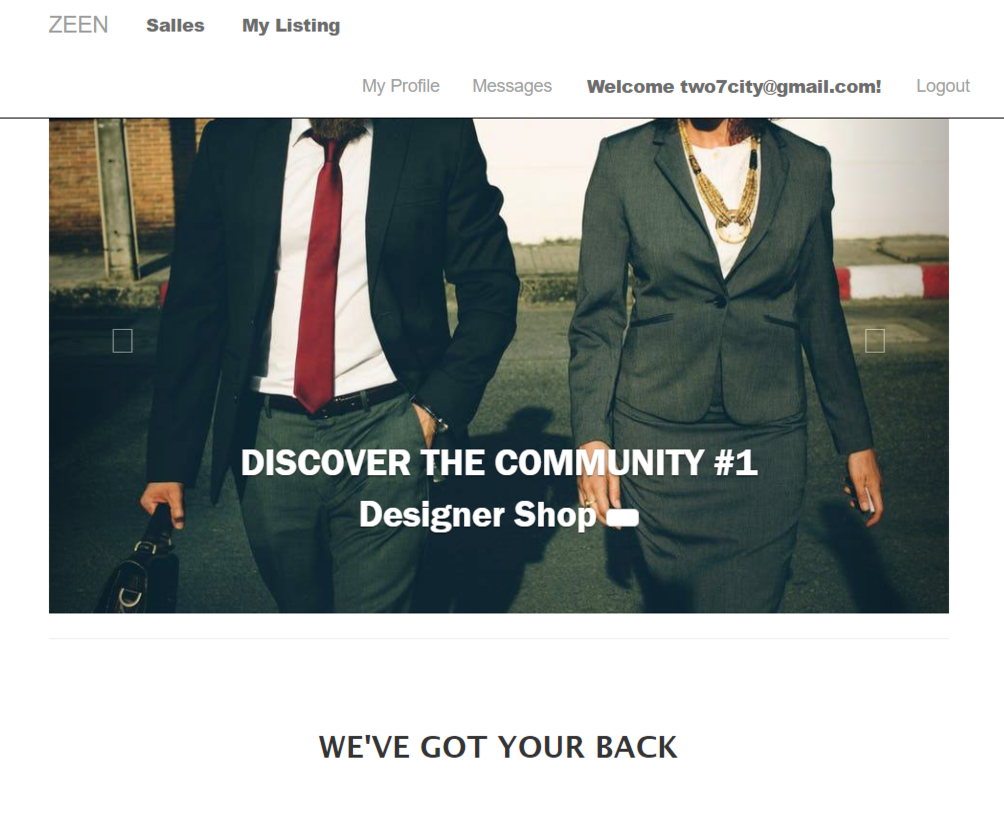 ZEEN Salles My Listing
My Profile Messages Welcome two7city@gmail.com! Logout
DISCOVER THE COMMUNITY #1
Designer Shop
WE'VE GOT YOUR BACK